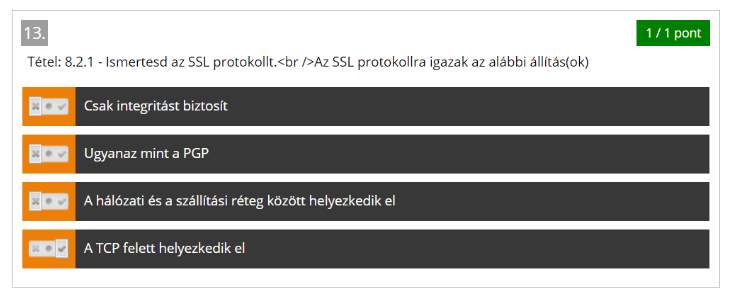 13.
1 / 1 pont
Tétel: 8.2.1 - Ismertesd az SSL protokollt.<br />Az SSL protokollra igazak az alábbi állítás(ok)
Csak integritást biztosít
Ugyanaz mint a PGP
A hálózati és a szállítási réteg között helyezkedik el
A TCP felett helyezkedik el